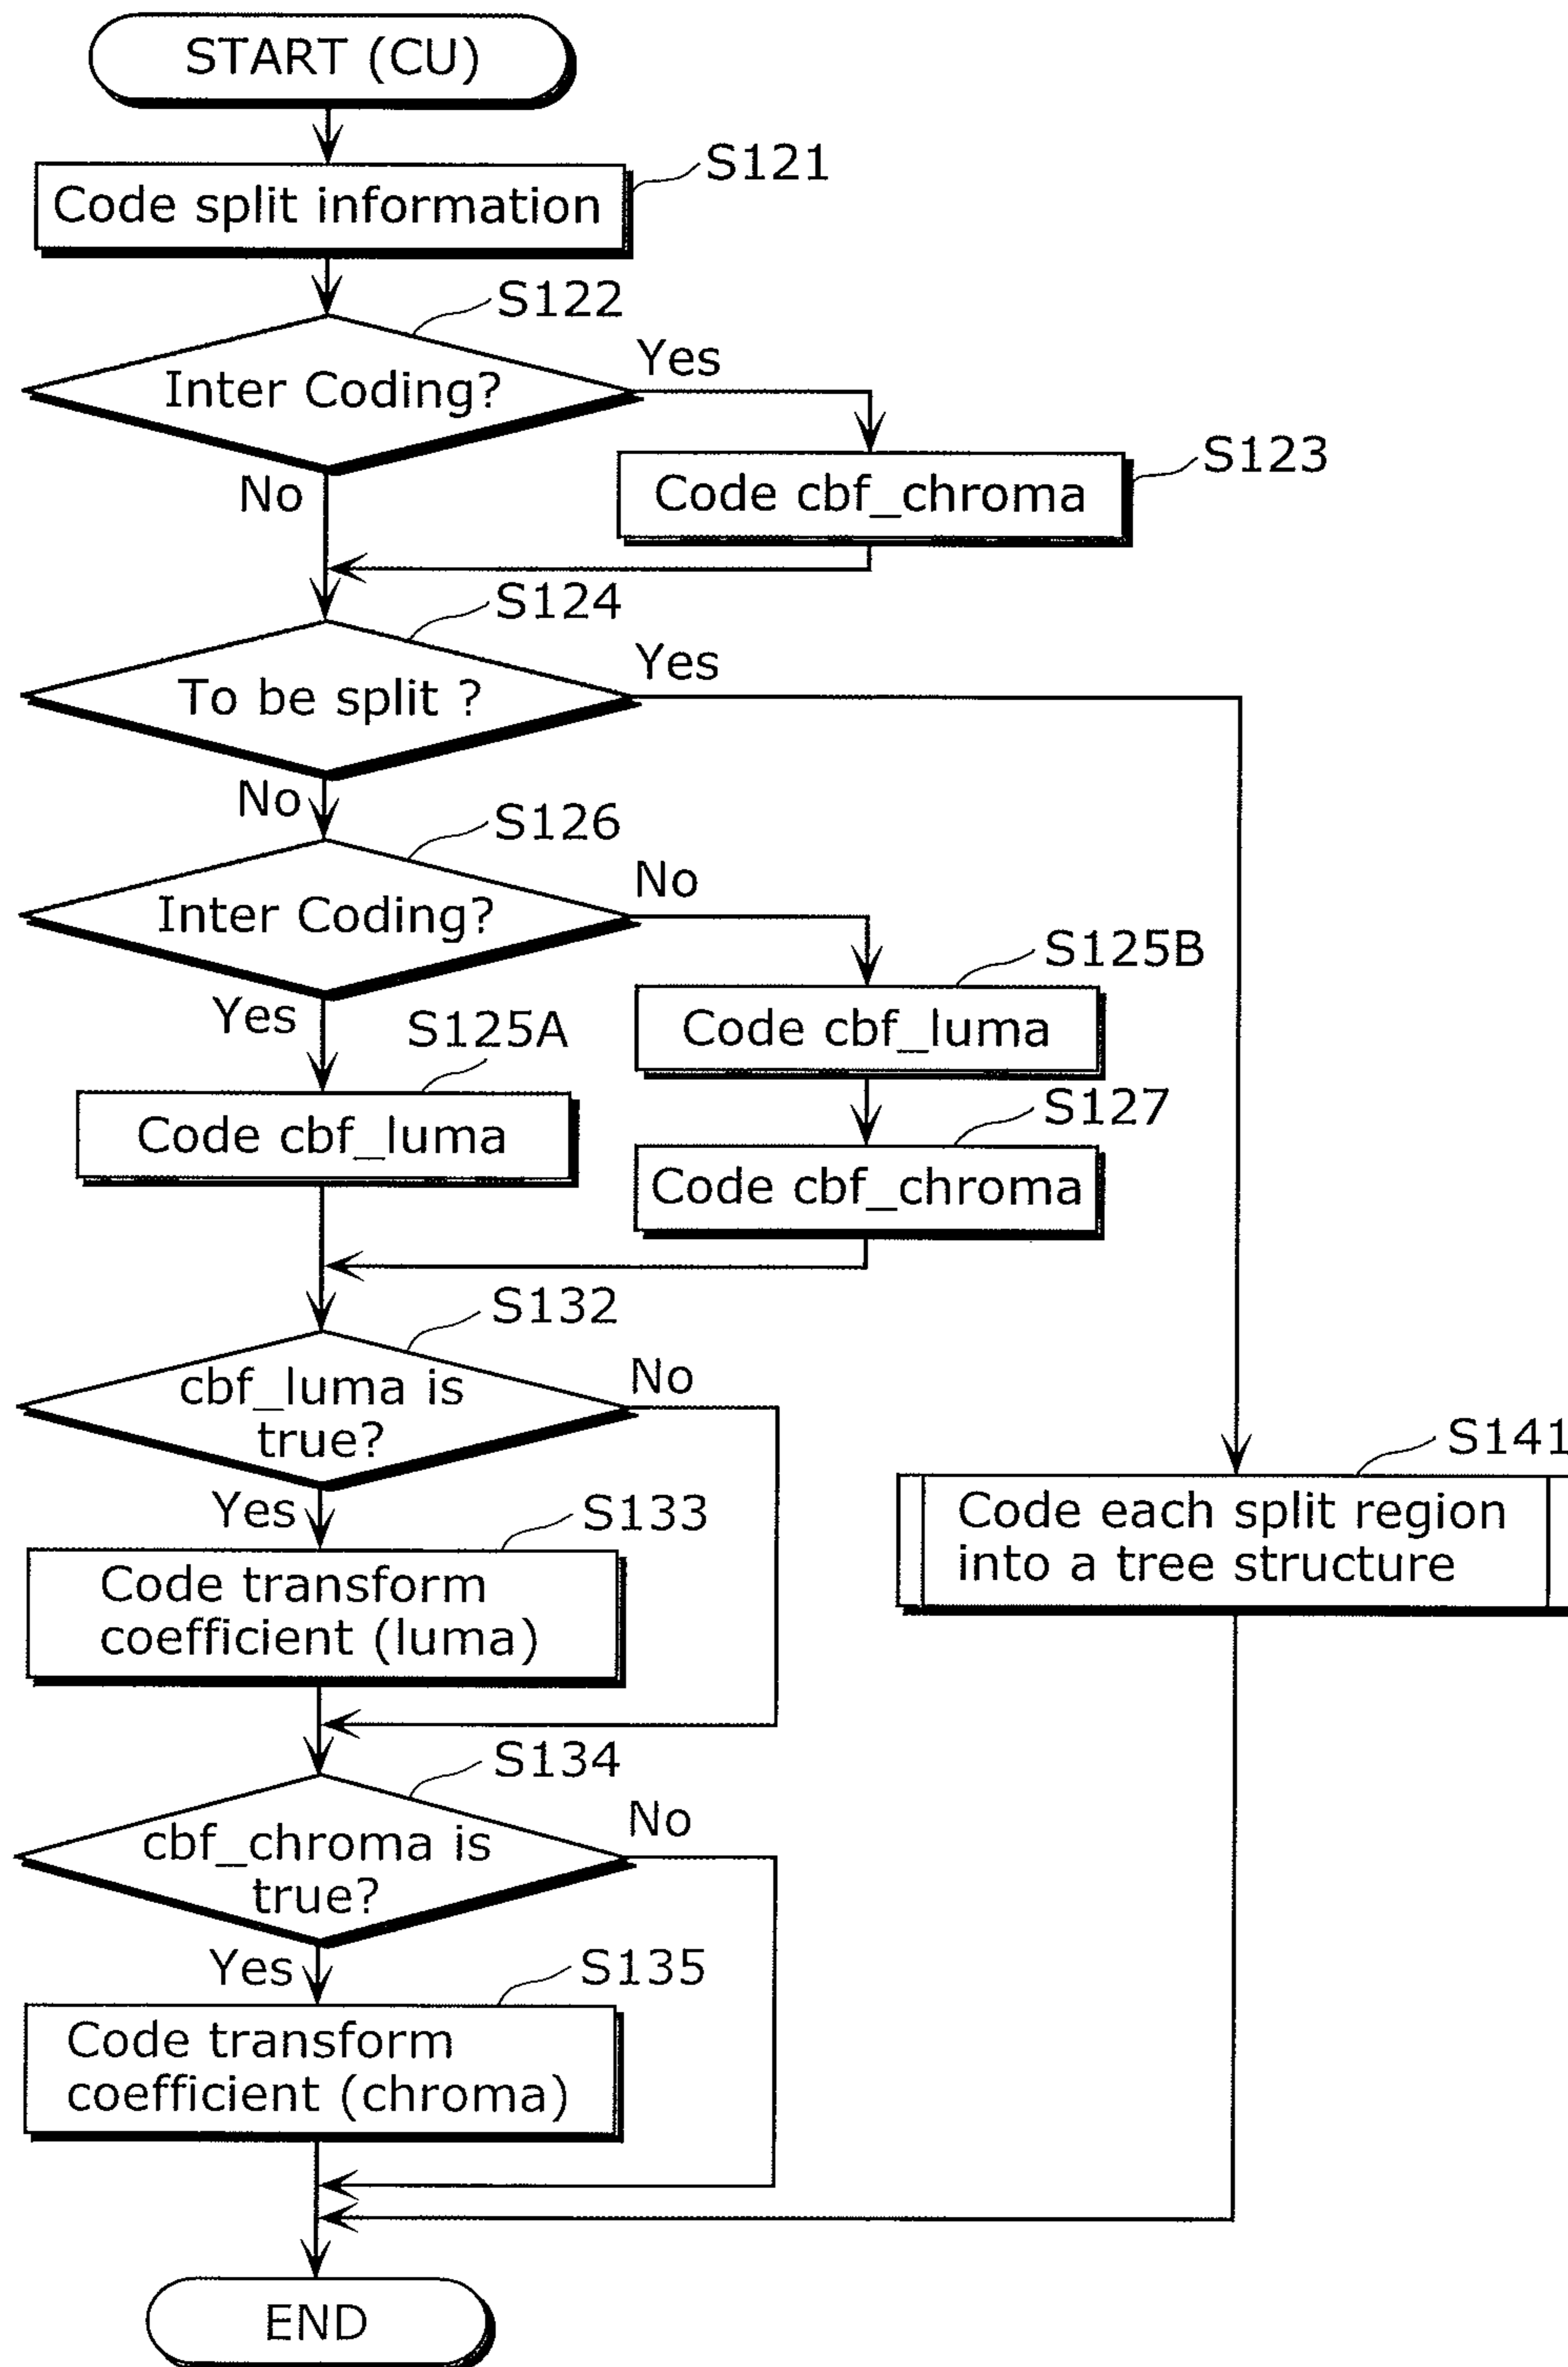 START (CU)
S121
Code split information
S122
Inter Coding?
Yes
No
S123
Code cbf_chroma
S124
To be split ?
Yes
No
S126
Inter Coding?
No
Yes
S125B
Code cbf_luma
S125A
Code cbf_luma
S127
Code cbf_chroma
S132
cbf_luma is
true?
No
Yes
S141
Code each split region
into a tree structure
S133
Code transform
coefficient (luma)
S134
cbf_chroma is
true?
No
Yes
S135
Code transform
coefficient (chroma)
END